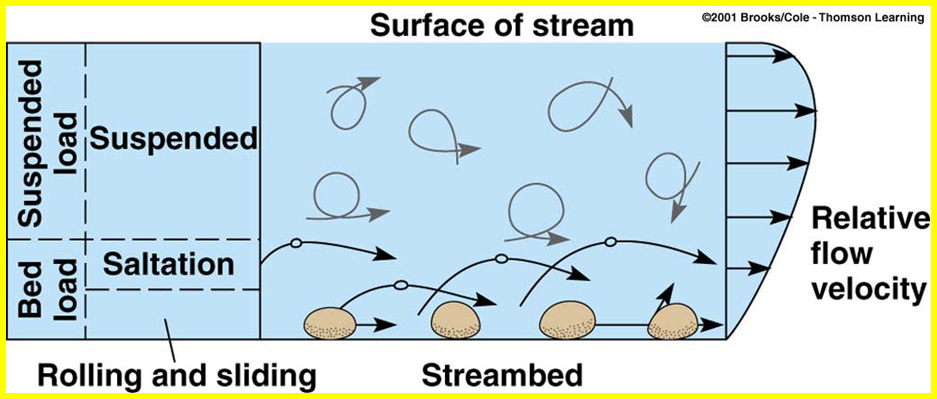 ©2001 Brooks/Cole - Thomson Learning
Surface of stream
Suspended
load
Suspended
Bed
load
Saltation
Relative
flow
velocity
Rolling and sliding
Streambed